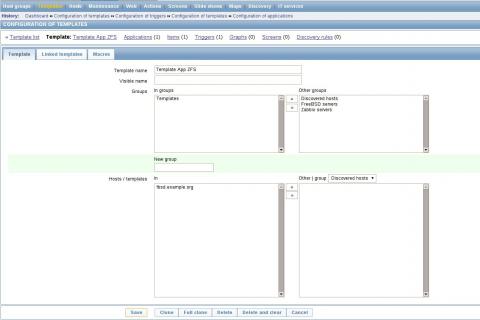 Host groups Templates Hosts Maintenance Web Actions Screens Slide shows Maps Discovery IT services
History: Dashboard » Configuration of templates » Configuration of triggers » Configuration of templates » Configuration of applications
CONFIGURATION OF TEMPLATES
« Template list Template: Template App ZFS Applications (1) Items (1) Triggers (1) Graphs (0) Screens (0) Discovery rules (0)
Template Linked templates Macros
Template name Template App ZFS
Visible name
Groups In groups Other groups
Templates Discovered hosts
FreeBSD servers
Zabbix servers
New group
Hosts / templates In Other | group Discovered hosts
fbsd.example.org
Save Clone Full clone Delete Delete and clear Cancel